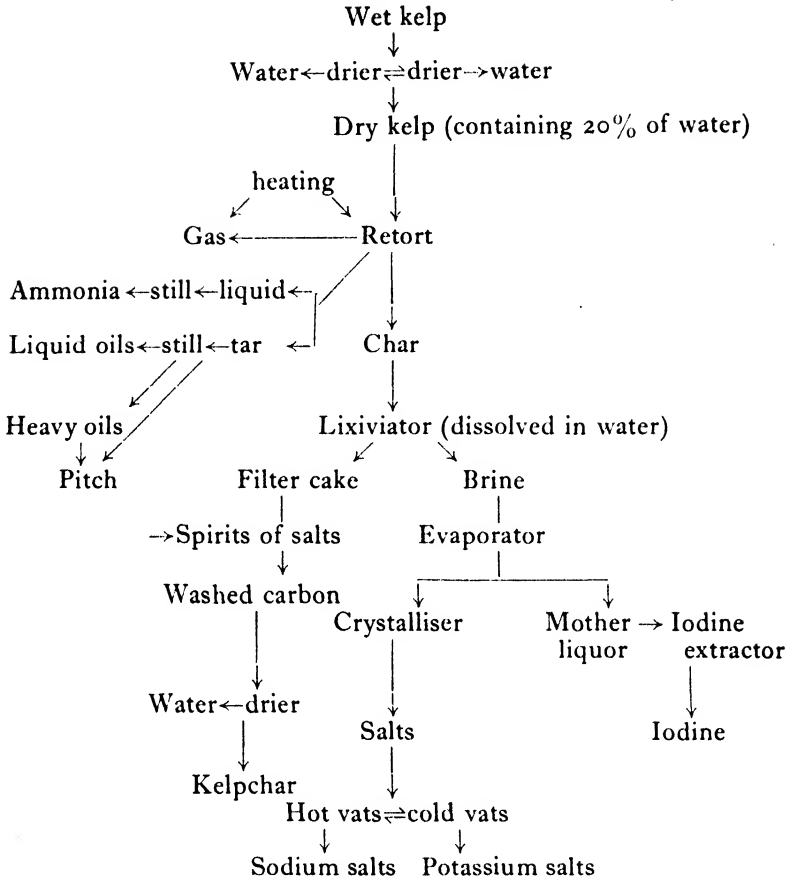 Wet kelp
Water←drier⇌drier→water
Dry kelp (containing 20% of water)
heating
Gas← Retort
Ammonia←still←liquid←
Liquid oils←still←tar ← Char
Heavy oils Lixiviator (dissolved in water)
Pitch Filter cake Brine
→Spirits of salts Evaporator
Washed carbon
Crystalliser Mother → Iodine
liquor extractor
Water←drier
Salts Iodine
Kelpchar
Hot vats⇌cold vats
Sodium salts Potassium salts